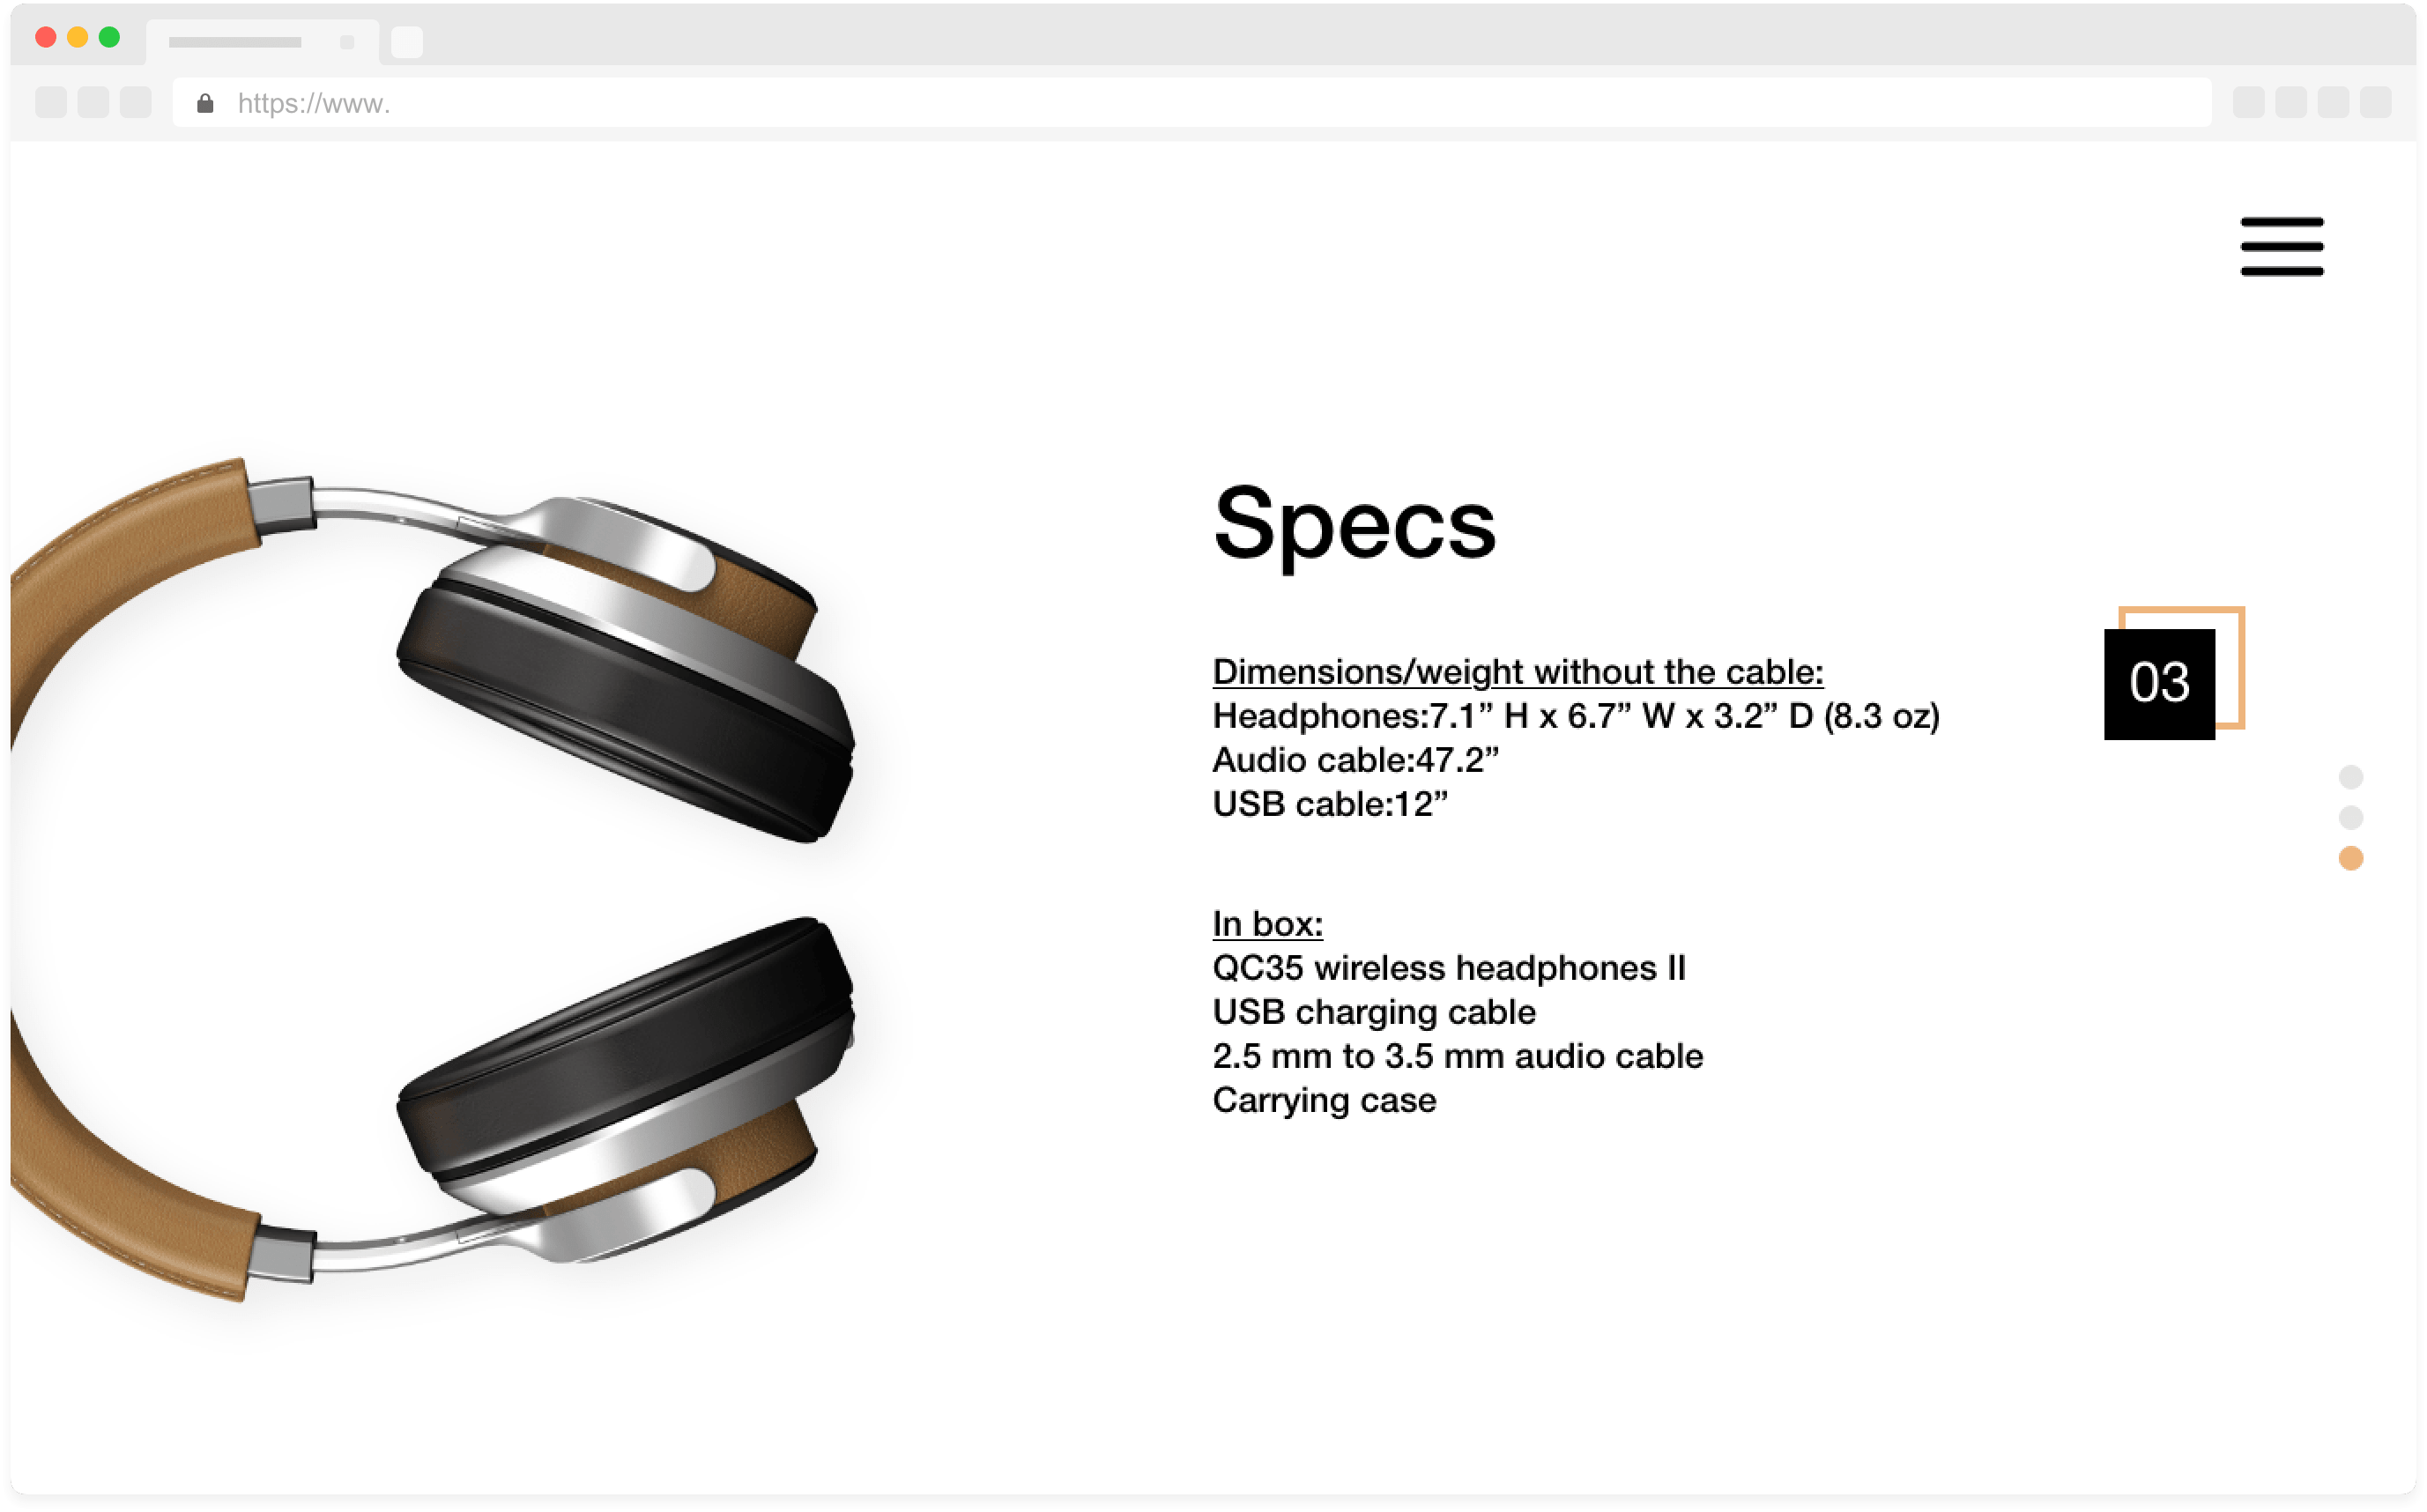 https://www.
Specs
Dimensions/weight without the cable:
Headphones:7.1” H x 6.7” W x 3.2” D (8.3 oz)
Audio cable:47.2”
USB cable:12”
03
In box:
QC35 wireless headphones II
USB charging cable
2.5 mm to 3.5 mm audio cable
Carrying case